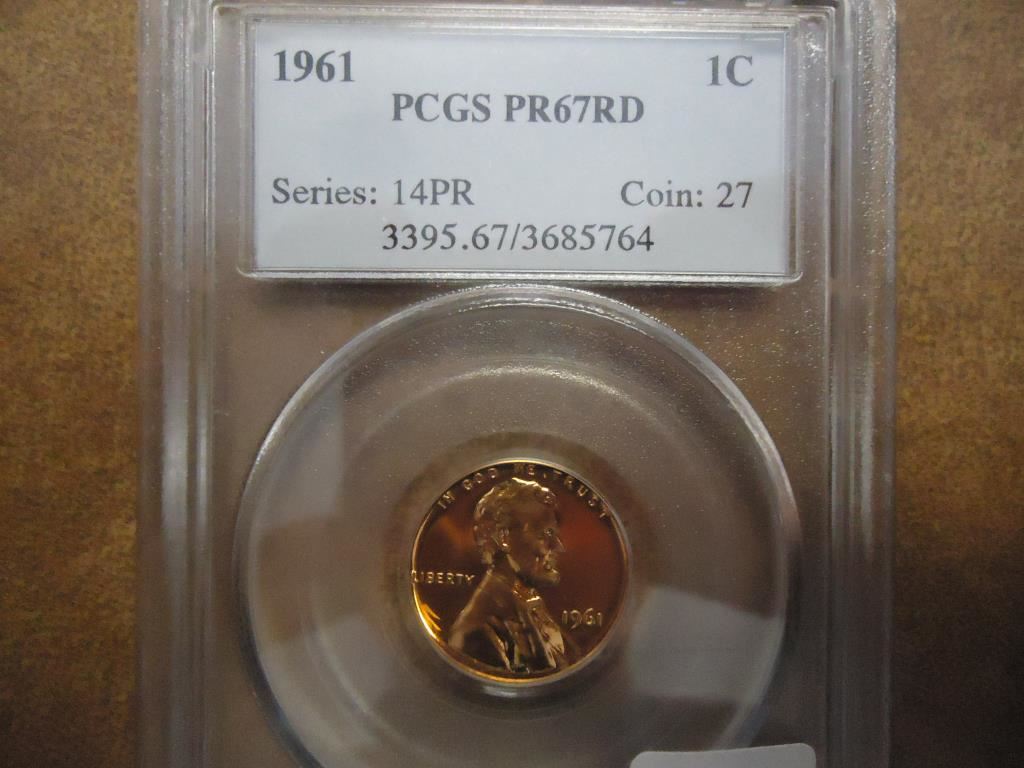 1961 1C
PCGS PR67RD
Series: 14PR Coin: 27
3395.67/3685764
IN GOD WE TRUST
LIBERTY
1961